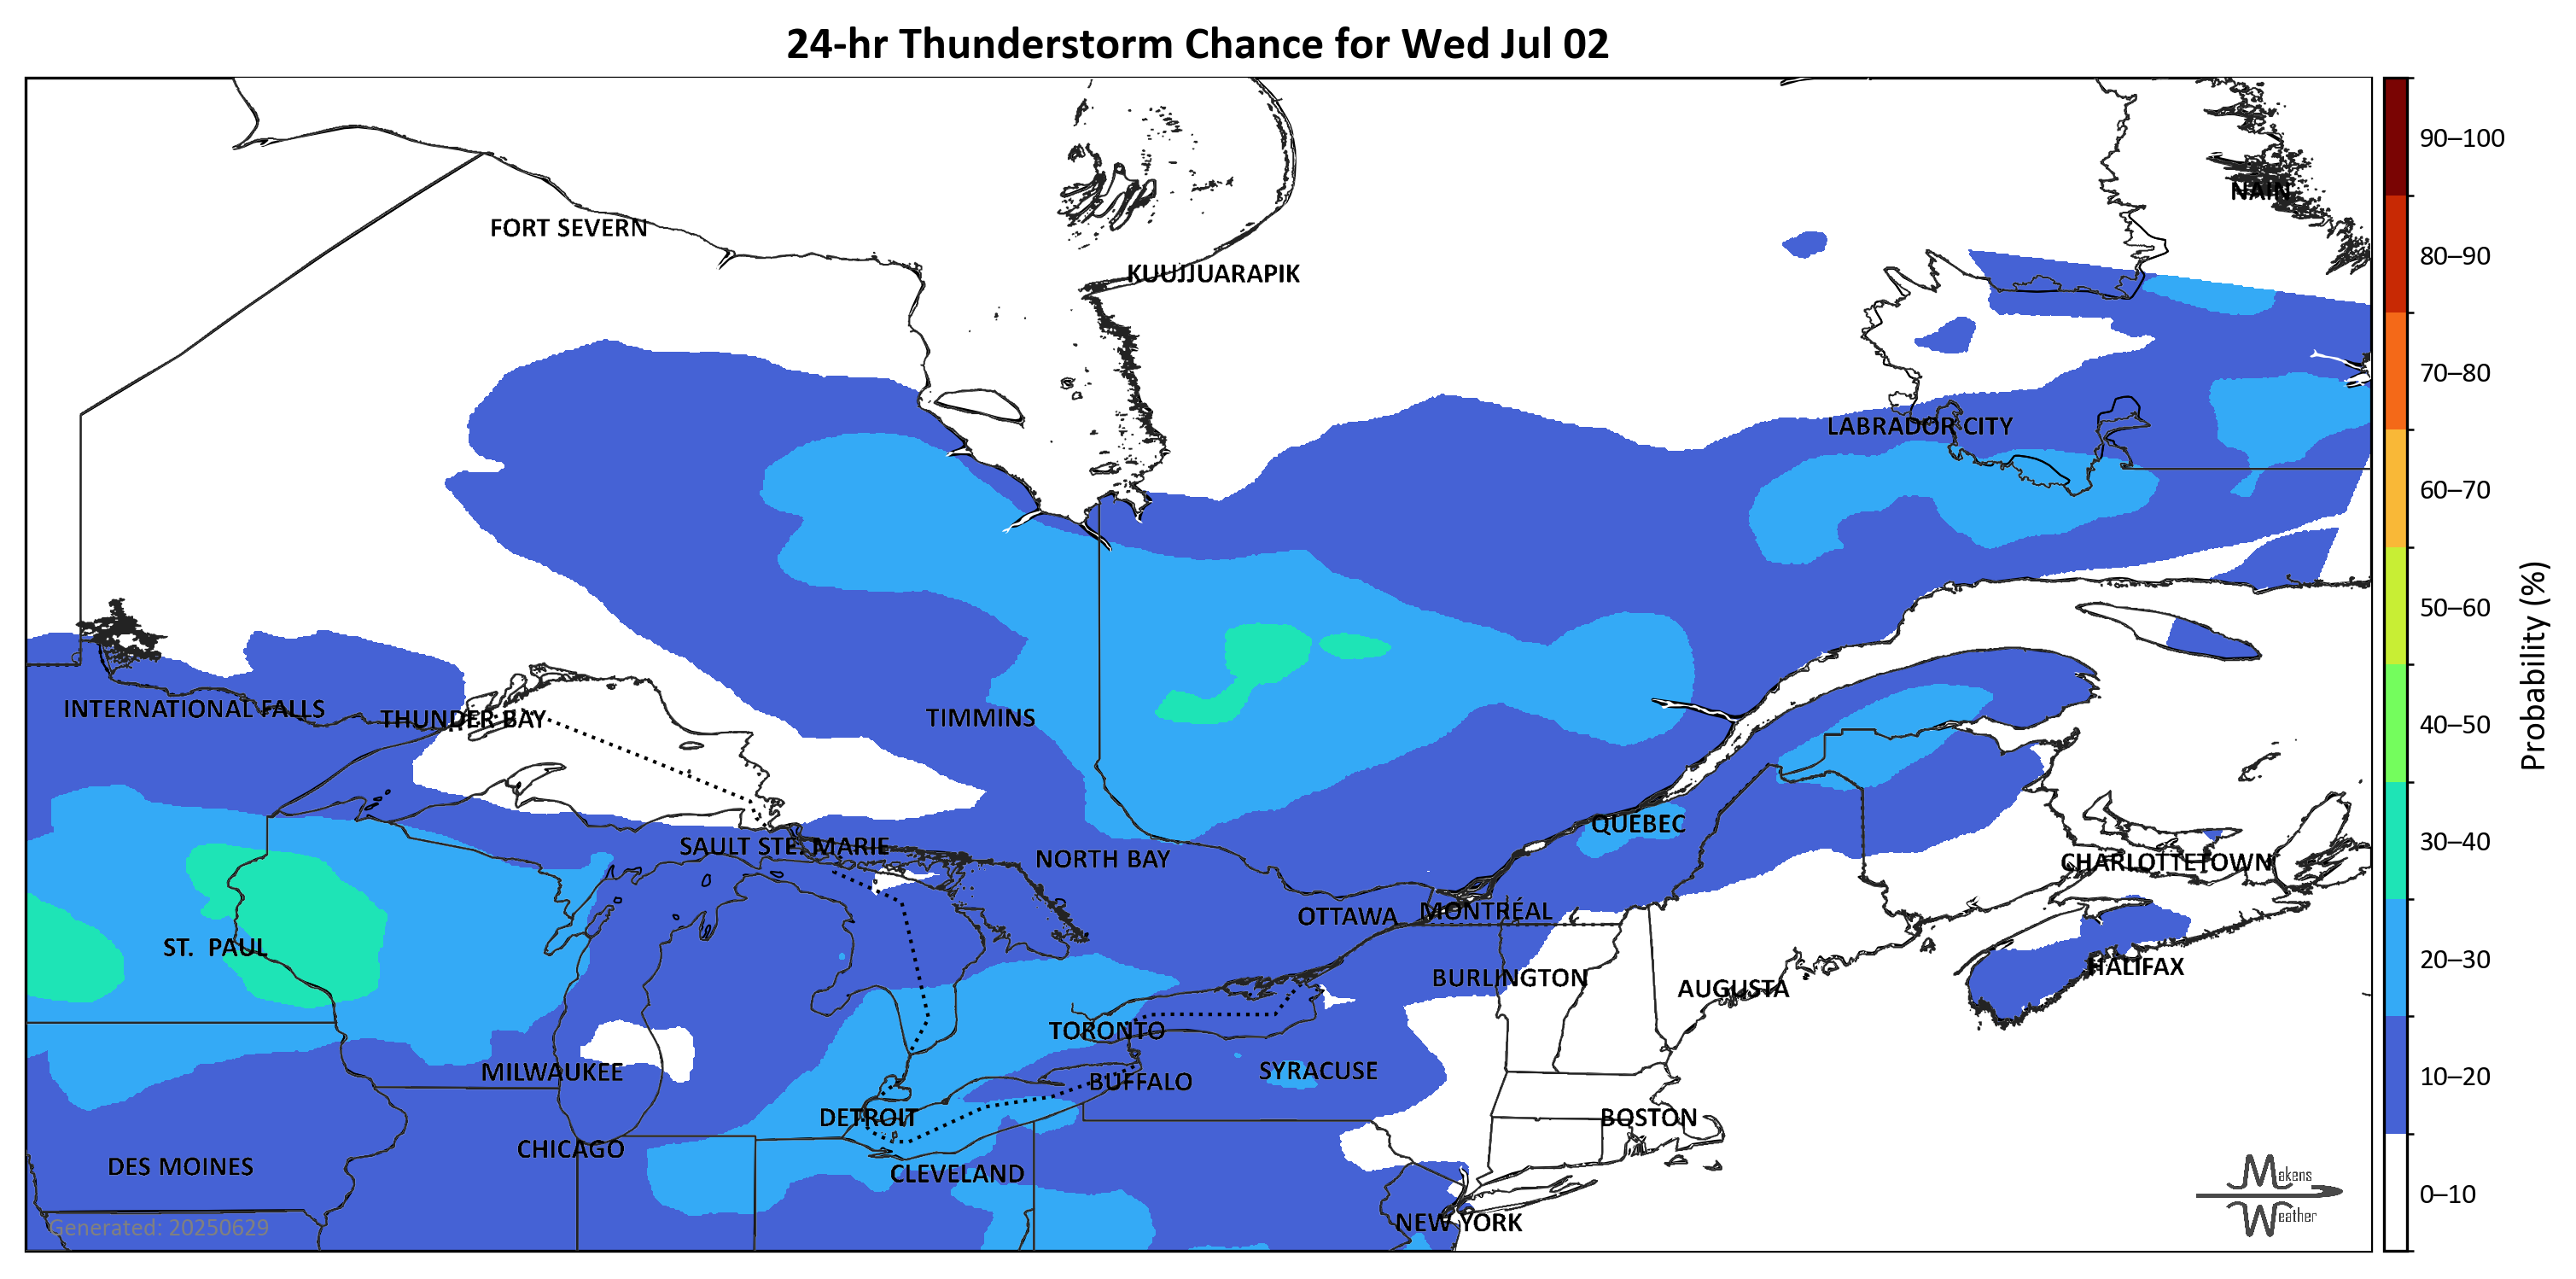 24-hr Thunderstorm Chance for Wed Jul 02
90–100
NAIN
FORT SEVERN
80–90
KUUJJUARAPIK
70–80
LABRADOR CITY
60–70
50–60
Probability (%)
INTERNATIONAL FALLS
THUNDER BAY
TIMMINS
40–50
QUEBEC
SAULT STE. MARIE
NORTH BAY
30–40
CHARLOTTETOWN
OTTAWA
MONTRÉAL
ST. PAUL
20–30
HALIFAX
BURLINGTON
AUGUSTA
TORONTO
MILWAUKEE
SYRACUSE
BUFFALO
10–20
DETROIT
BOSTON
CHICAGO
DES MOINES
CLEVELAND
Makens
Weather
0–10
NEW YORK
Generated: 20250629